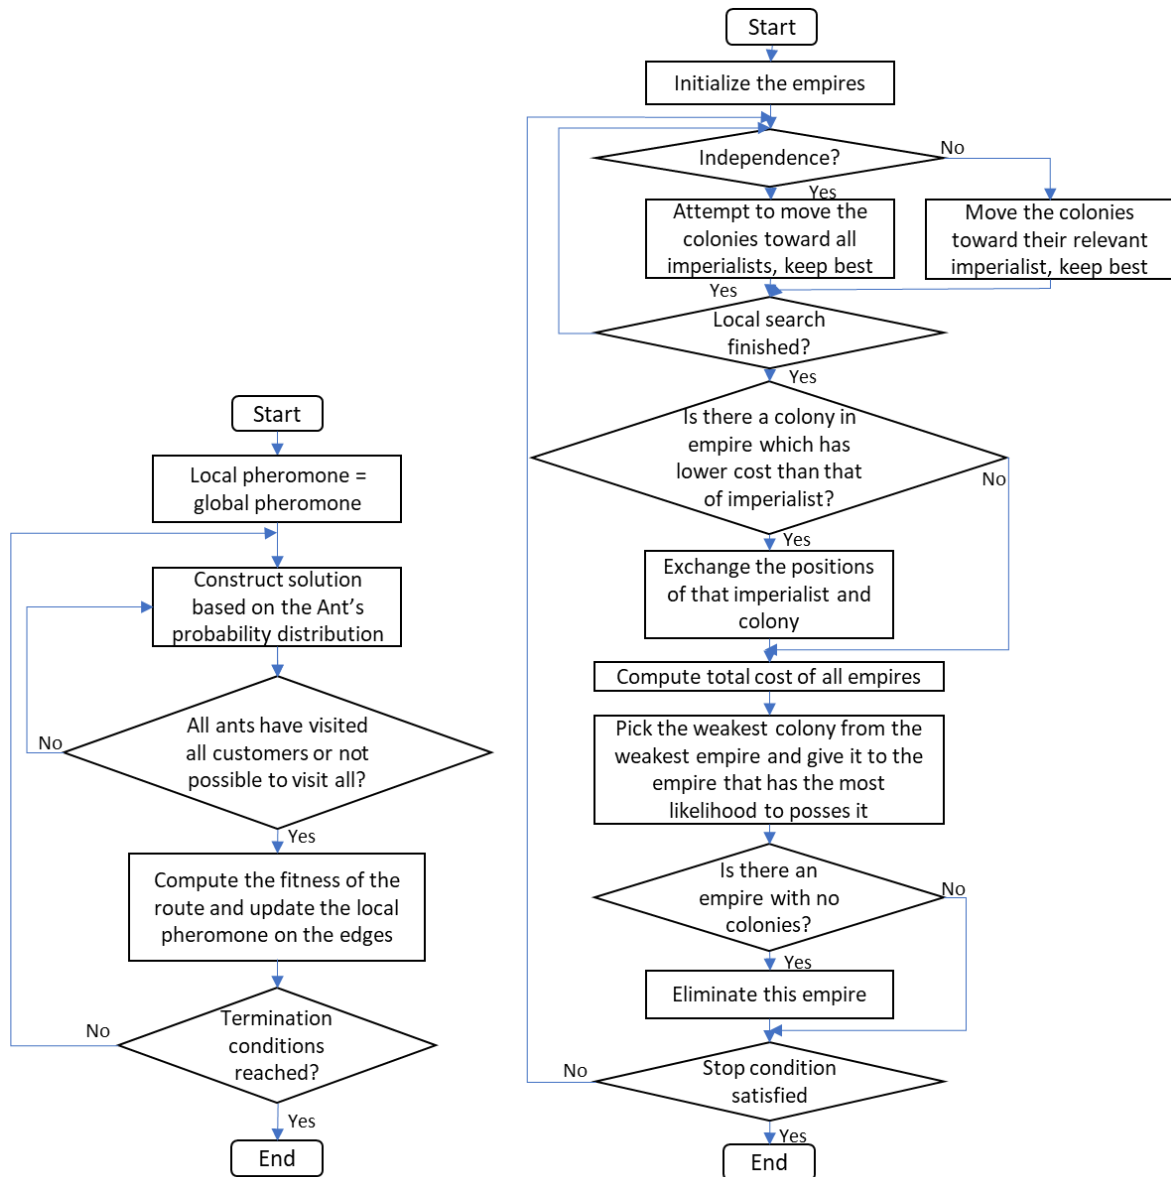 Start
Local pheromone =
global pheromone
Construct solution
based on the Ant's
probability distribution
All ants have visited
all customers or not
possible to visit all?
No
Yes
Compute the fitness of the
route and update the local
pheromone on the edges
Termination
conditions
reached?
No
Yes
End
Start
Initialize the empires
Independence?
No
Yes
Attempt to move the
colonies toward all
imperialists, keep best
Move the colonies
toward their relevant
imperialist, keep best
Yes
Local search
finished?
Yes
Is there a colony in
empire which has
lower cost than that
of imperialist?
No
Yes
Exchange the positions
of that imperialist and
colony
Compute total cost of all empires
Pick the weakest colony from the
weakest empire and give it to the
empire that has the most
likelihood to posses it
Is there an
empire with no
colonies?
No
Yes
Eliminate this empire
Stop condition
satisfied
No
Yes
End